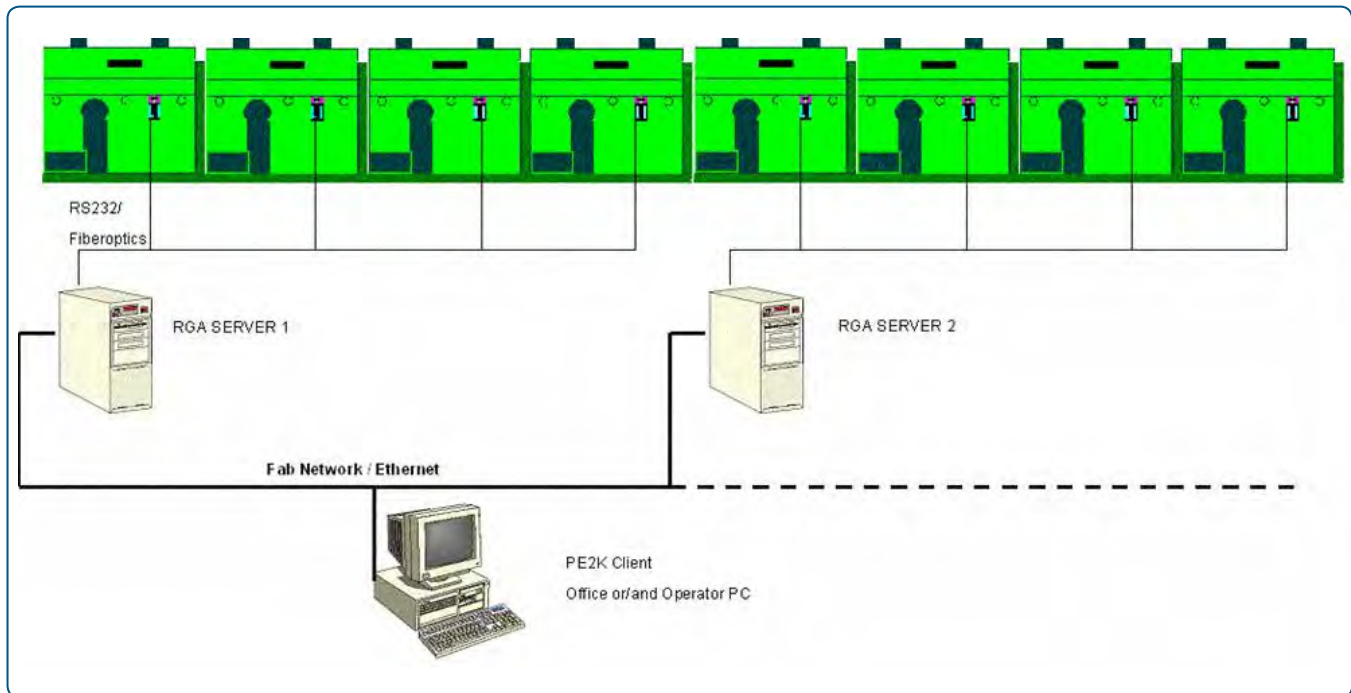 RS232/
Fiberoptics
RGA SERVER 1
RGA SERVER 2
Fab Network / Ethernet
PE2K Client
Office or/and Operator PC